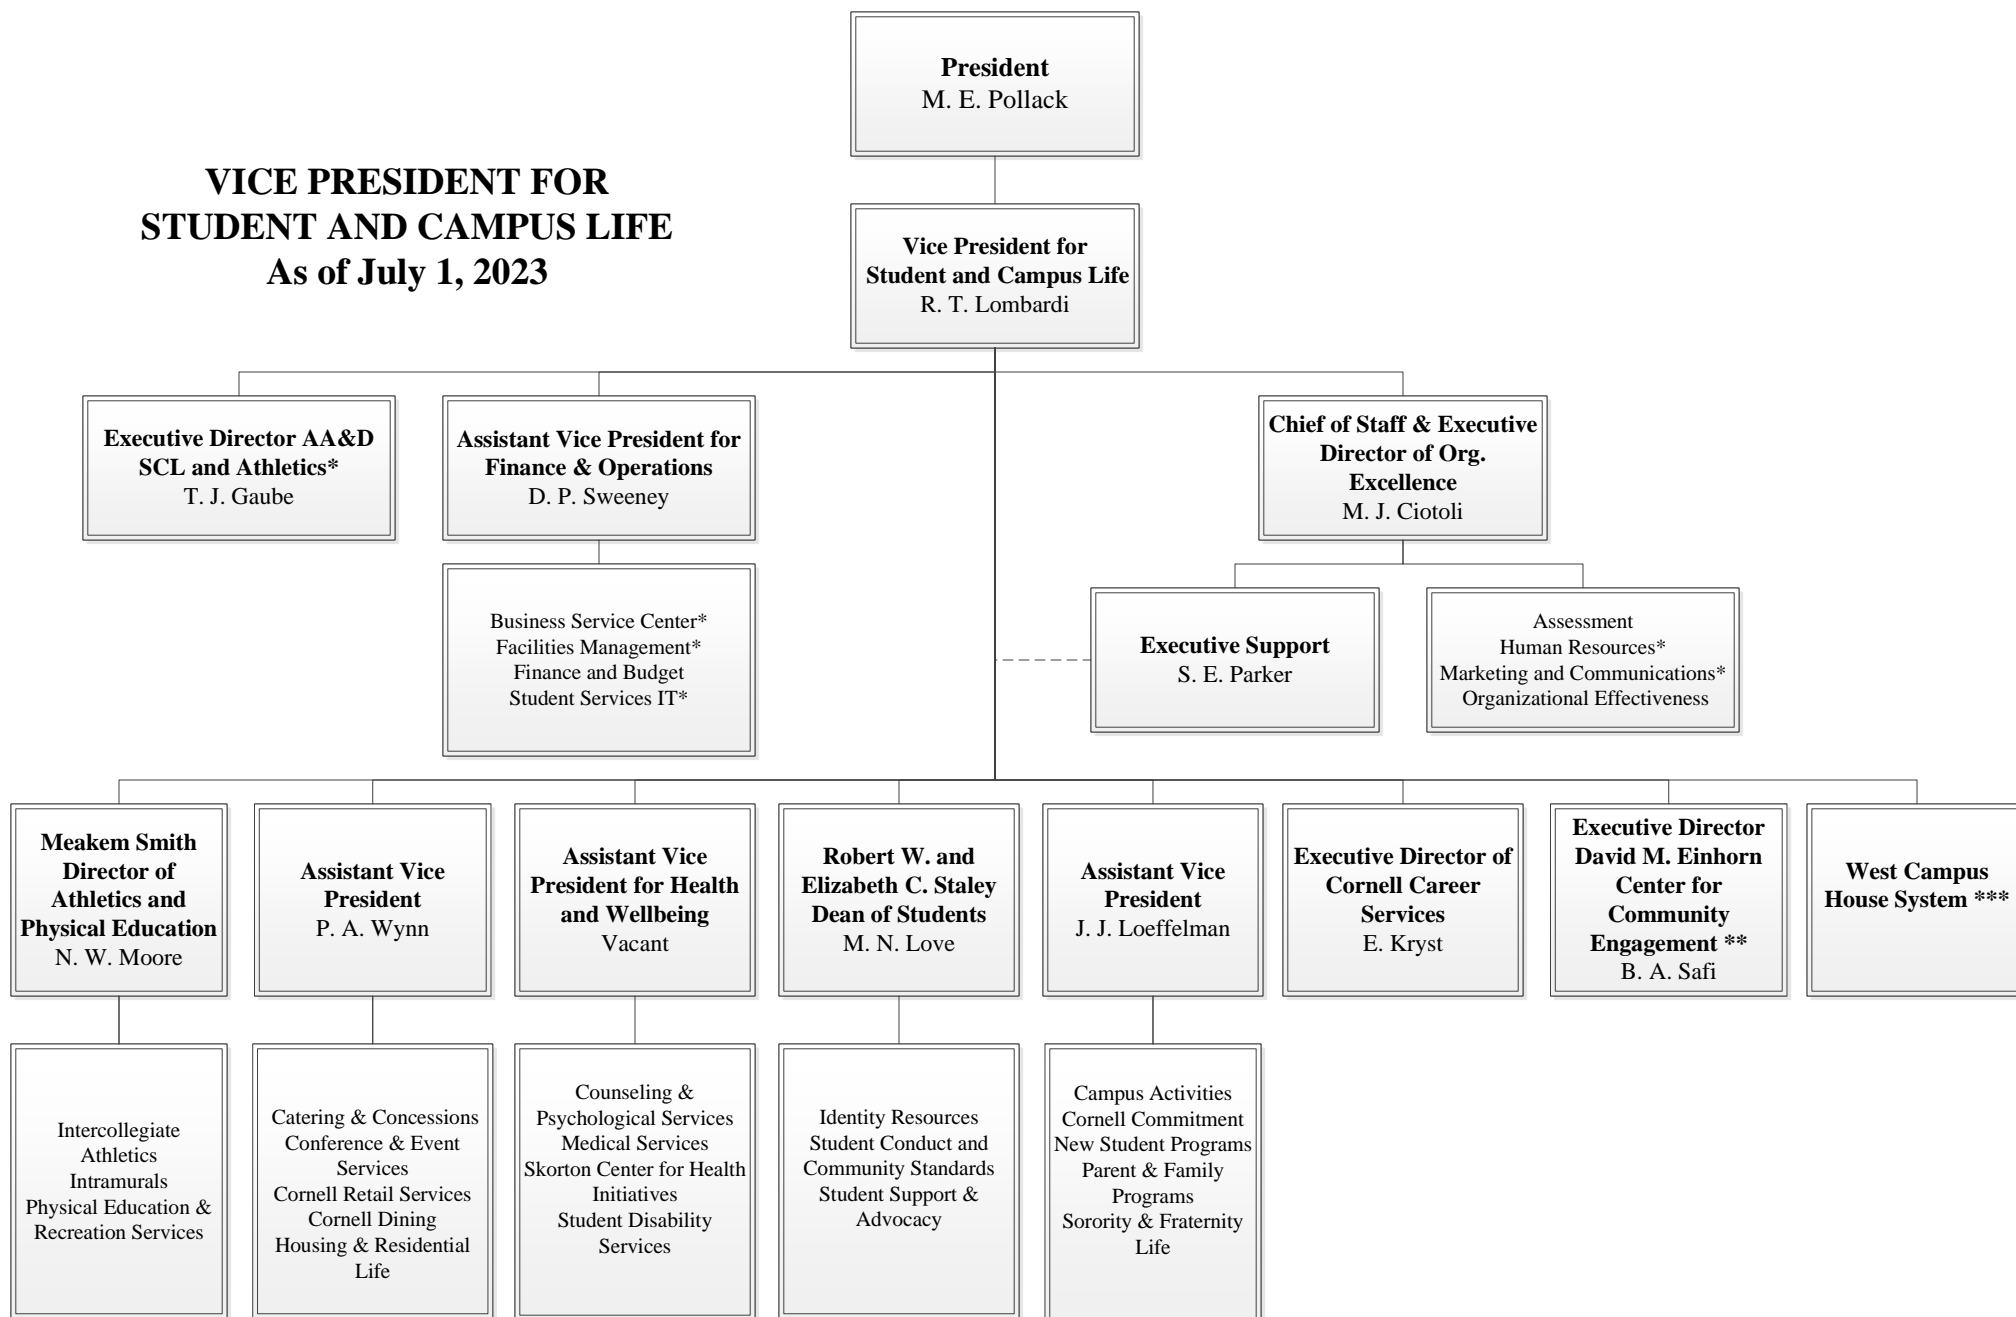 President
M. E. Pollack
VICE PRESIDENT FOR
STUDENT AND CAMPUS LIFE
As of July 1, 2023
Vice President for
Student and Campus Life
R. T. Lombardi
Executive Director AA&D
SCL and Athletics*
T. J. Gaube
Assistant Vice President for
Finance & Operations
D. P. Sweeney
Chief of Staff & Executive
Director of Org.
Excellence
M. J. Ciotoli
Business Service Center*
Facilities Management*
Finance and Budget
Student Services IT*
Executive Support
S. E. Parker
Assessment
Human Resources*
Marketing and Communications*
Organizational Effectiveness
Meakem Smith
Director of
Athletics and
Physical Education
N. W. Moore
Assistant Vice
President
P. A. Wynn
Assistant Vice
President for Health
and Wellbeing
Vacant
Robert W. and
Elizabeth C. Staley
Dean of Students
M. N. Love
Assistant Vice
President
J. J. Loeffelman
Executive Director of
Cornell Career
Services
E. Kryst
Executive Director
David M. Einhorn
Center for
Community
Engagement **
B. A. Safi
West Campus
House System ***
Intercollegiate
Athletics
Intramurals
Physical Education &
Recreation Services
Catering & Concessions
Conference & Event
Services
Cornell Retail Services
Cornell Dining
Housing & Residential
Life
Counseling &
Psychological Services
Medical Services
Skorton Center for Health
Initiatives
Student Disability
Services
Identity Resources
Student Conduct and
Community Standards
Student Support &
Advocacy
Campus Activities
Cornell Commitment
New Student Programs
Parent & Family
Programs
Sorority & Fraternity
Life